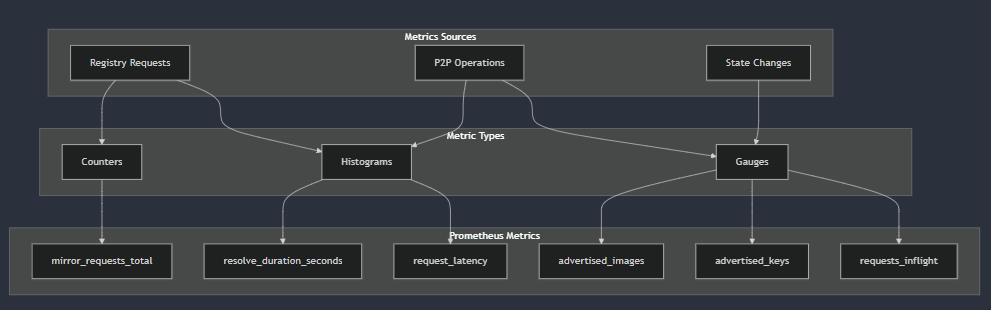 Metrics Sources
Registry Requests
P2P Operations
State Changes
Metric Types
Counters
Histograms
Gauges
Prometheus Metrics
mirror_requests_total
resolve_duration_seconds
request_latency
advertised_images
advertised_keys
requests_inflight